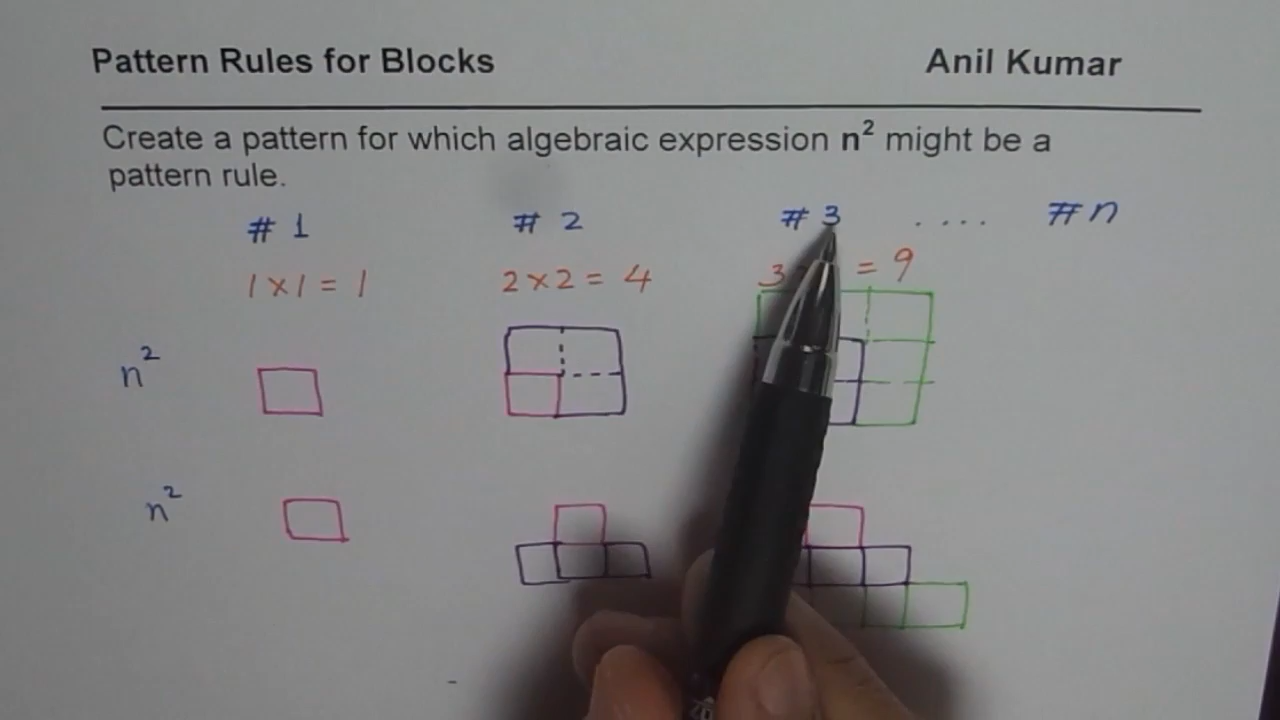 Pattern Rules for Blocks Anil Kumar
Create a pattern for which algebraic expression n² might be a
pattern rule.
# 1 # 2 # 3 .... # n
1 x 1 = 1 2 x 2 = 4 3 = 9
n²
n²